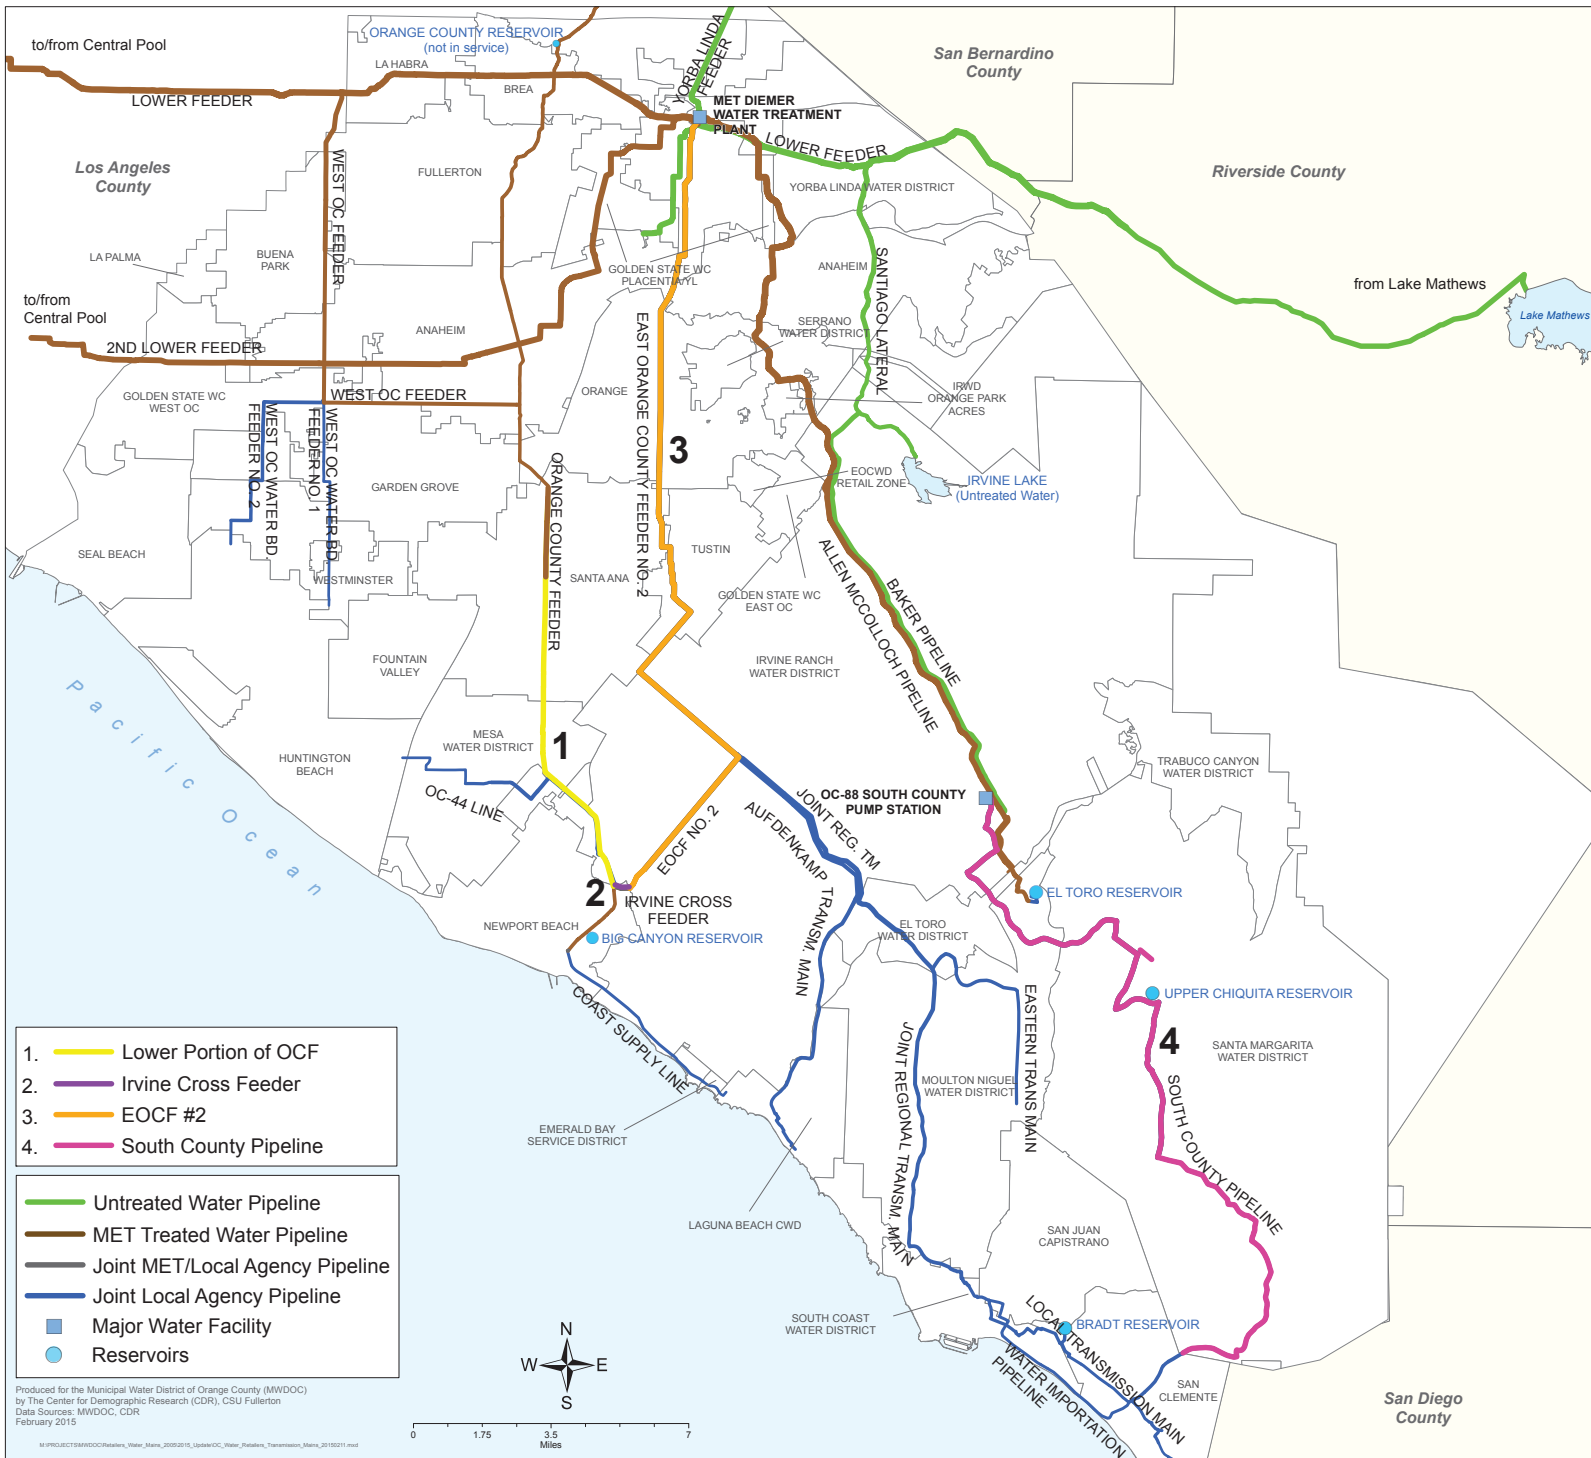 to/from Central Pool
ORANGE COUNTY RESERVOIR
(not in service)
LA HABRA
BREA
LOWER FEEDER
YORBA LINDA
FEEDER
MET DIEMER
WATER TREATMENT
PLANT
San Bernardino
County
LOWER FEEDER
Los Angeles
County
WEST OC FEEDER
FULLERTON
YORBA LINDA WATER DISTRICT
Riverside County
LA PALMA
BUENA
PARK
GOLDEN STATE WC
PLACENTIA/YL
ANAHEIM
SANTIAGO LATERAL
from Lake Mathews
Lake Mathews
to/from
Central Pool
ANAHEIM
2ND LOWER FEEDER
EAST ORANGE COUNTY FEEDER NO. 2
SERRANO
WATER DISTRICT
GOLDEN STATE WC
WEST OC
WEST OC FEEDER
ORANGE
IRWD
ORANGE PARK
ACRES
WEST OC WATER BD.
FEEDER NO. 2
WEST OC WATER BD.
FEEDER NO. 1
3
GARDEN GROVE
ORANGE COUNTY FEEDER
EOCWD
RETAIL ZONE
IRVINE LAKE
(Untreated Water)
SEAL BEACH
WESTMINSTER
SANTA ANA
TUSTIN
GOLDEN STATE WC
EAST OC
ALLEN MCCOLLOCH PIPELINE
BAKER PIPELINE
FOUNTAIN
VALLEY
IRVINE RANCH
WATER DISTRICT
Pacific Ocean
HUNTINGTON
BEACH
MESA
WATER DISTRICT
1
OC-44 LINE
TRABUCO CANYON
WATER DISTRICT
OC-88 SOUTH COUNTY
PUMP STATION
JOINT REG. TM
AUFDENKAMP TRANSM. MAIN
EOCF NO. 2
2
IRVINE CROSS
FEEDER
NEWPORT BEACH
BIG CANYON RESERVOIR
EL TORO RESERVOIR
EL TORO
WATER DISTRICT
UPPER CHIQUITA RESERVOIR
COAST SUPPLY LINE
EASTERN TRANS MAIN
4
SANTA MARGARITA
WATER DISTRICT
JOINT REGIONAL TRANSM. MAIN
MOULTON NIGUEL
WATER DISTRICT
SOUTH COUNTY PIPELINE
EMERALD BAY
SERVICE DISTRICT
LAGUNA BEACH CWD
SAN JUAN
CAPISTRANO
SOUTH COAST
WATER DISTRICT
LOCAL TRANSMISSION MAIN
BRADT RESERVOIR
WATER IMPORTATION
PIPELINE
SAN
CLEMENTE
San Diego
County
1. Lower Portion of OCF
2. Irvine Cross Feeder
3. EOCF #2
4. South County Pipeline
Untreated Water Pipeline
MET Treated Water Pipeline
Joint MET/Local Agency Pipeline
Joint Local Agency Pipeline
Major Water Facility
Reservoirs
N
W E
S
0 1.75 3.5 7
Miles
Produced for the Municipal Water District of Orange County (MWDOC)
by The Center for Demographic Research (CDR), CSU Fullerton
Data Sources: MWDOC, CDR
February 2015